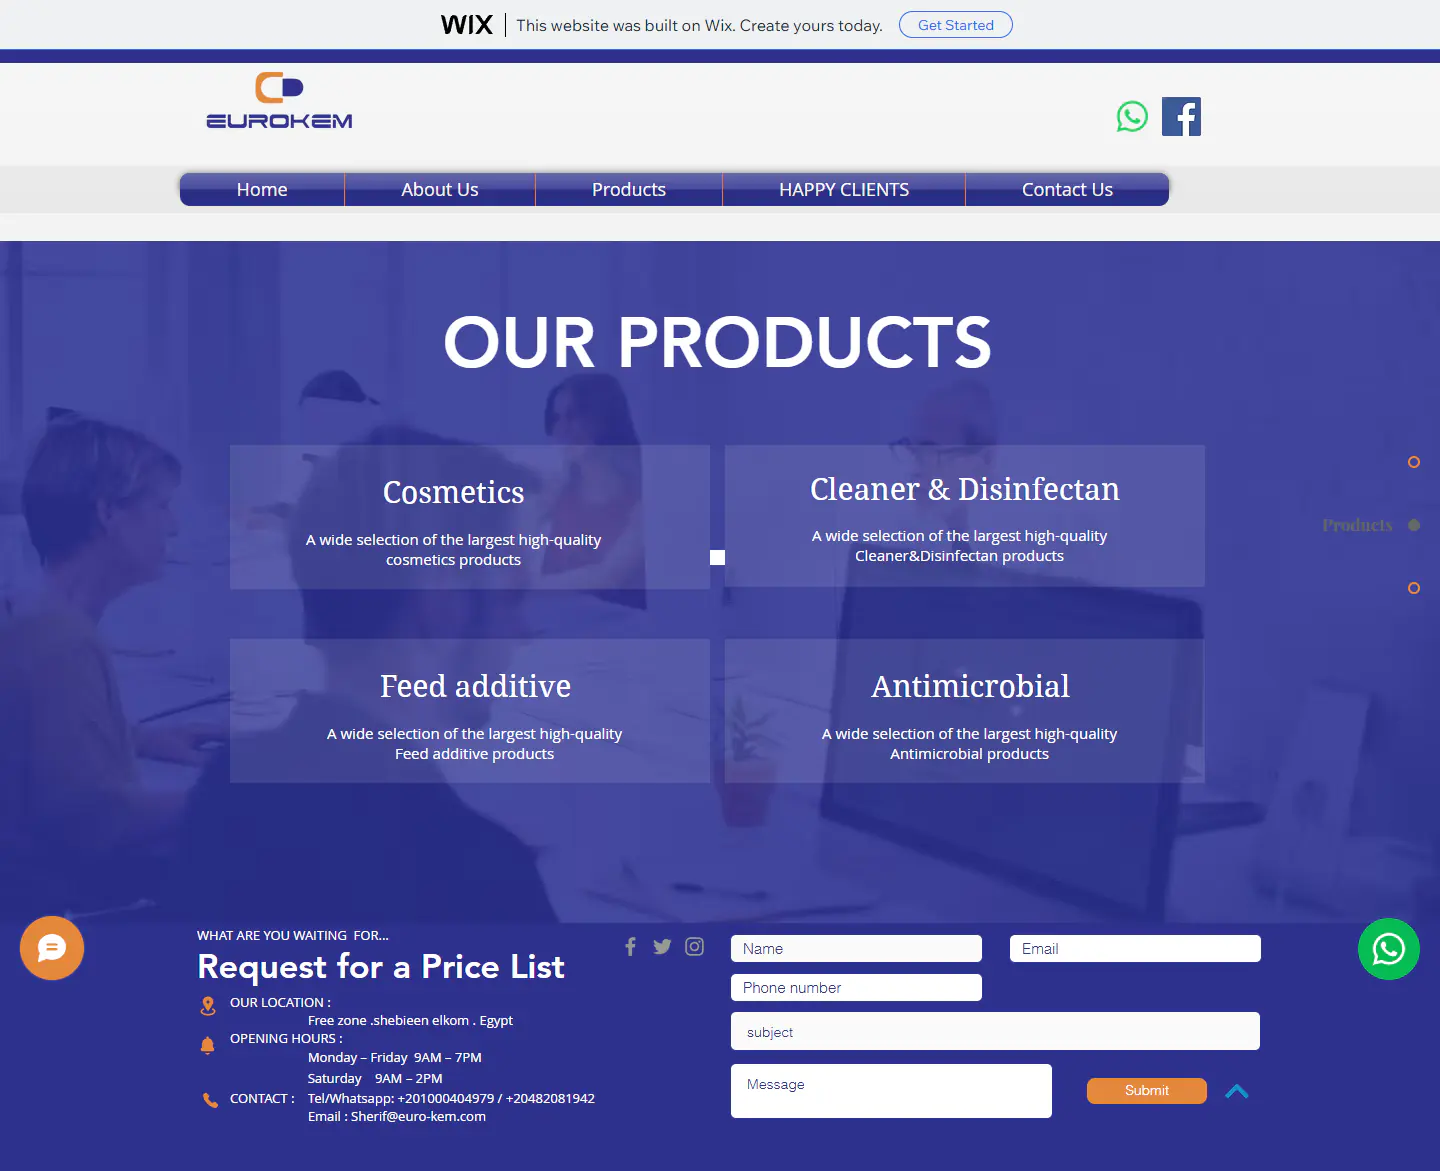 WIX
This website was built on Wix. Create yours today.
Get Started
EUROKEM
Home
About Us
Products
HAPPY CLIENTS
Contact Us
OUR PRODUCTS
Cosmetics
A wide selection of the largest high-quality
cosmetics products
Cleaner & Disinfectan
A wide selection of the largest high-quality
Cleaner&Disinfectan products
Products
Feed additive
A wide selection of the largest high-quality
Feed additive products
Antimicrobial
A wide selection of the largest high-quality
Antimicrobial products
WHAT ARE YOU WAITING  FOR...
Request for a Price List
OUR LOCATION :
Free zone .shebieen elkom . Egypt
OPENING HOURS :
Monday – Friday  9AM – 7PM
Saturday    9AM – 2PM
CONTACT :   Tel/Whatsapp: +201000404979 / +20482081942
Email : Sherif@euro-kem.com
Name
Email
Phone number
subject
Message
Submit